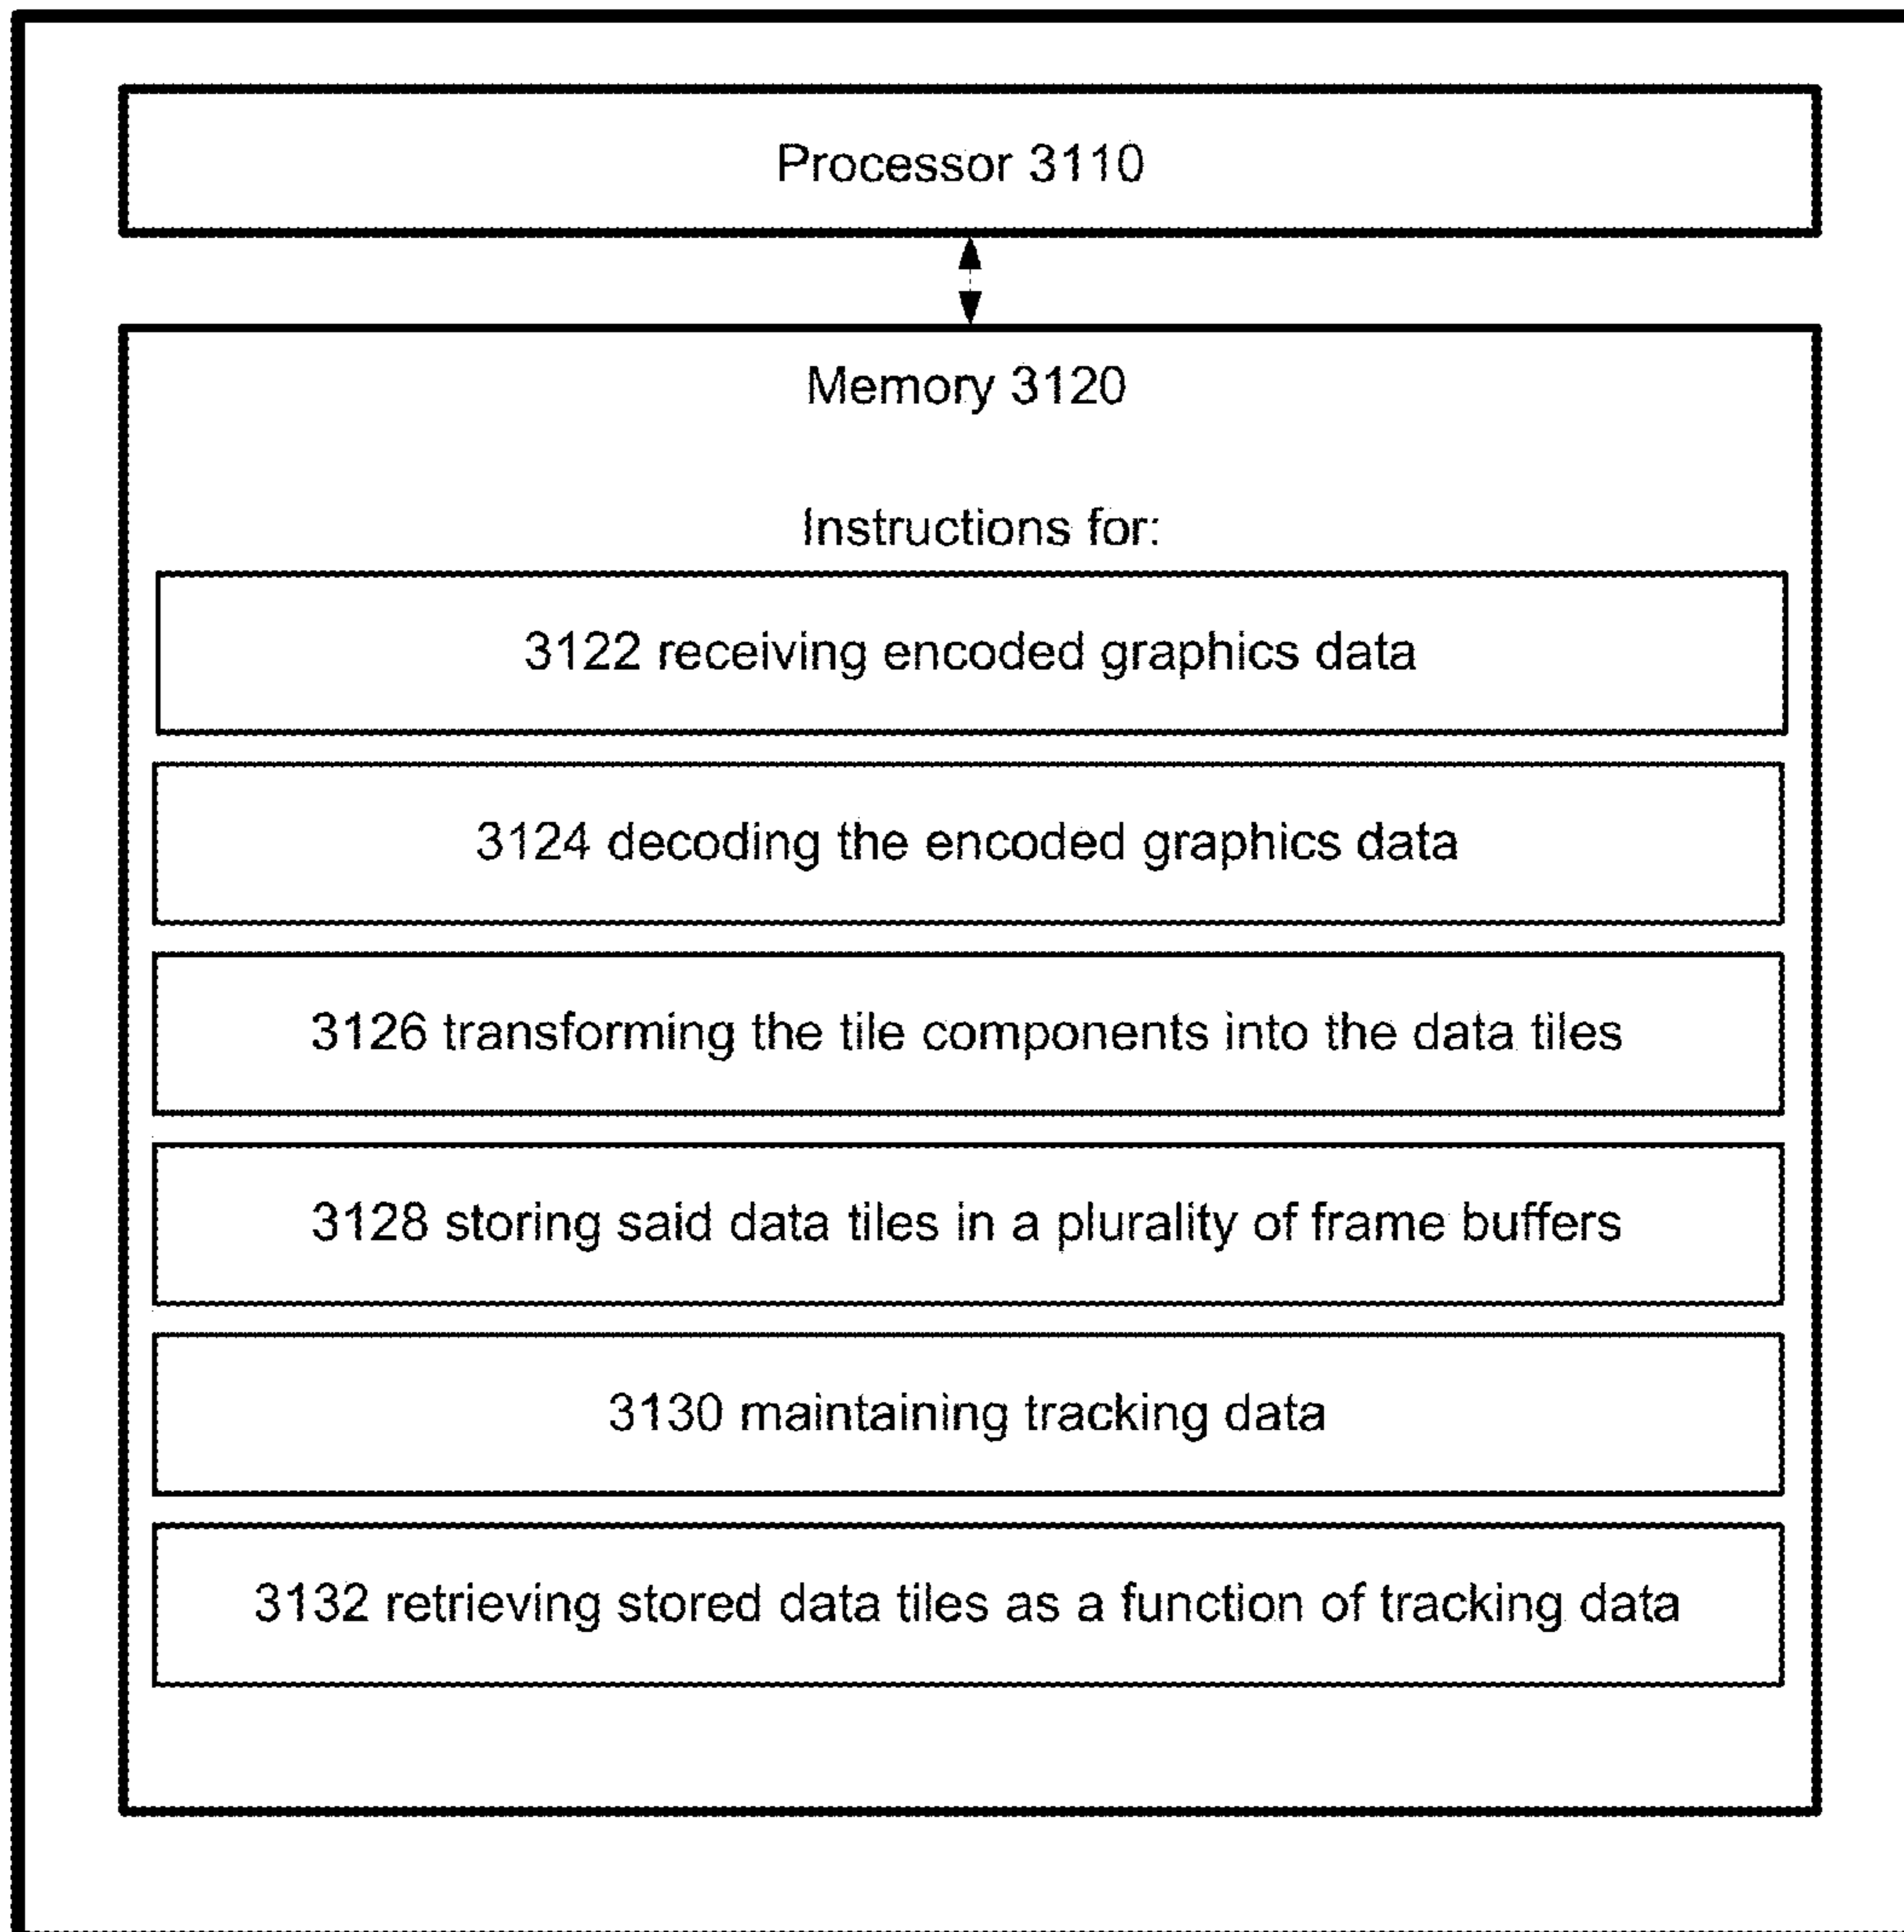 Processor 3110
Memory 3120
Instructions for:
3122 receiving encoded graphics data
3124 decoding the encoded graphics data
3126 transforming the tile components into the data tiles
3128 storing said data tiles in a plurality of frame buffers
3130 maintaining tracking data
3132 retrieving stored data tiles as a function of tracking data